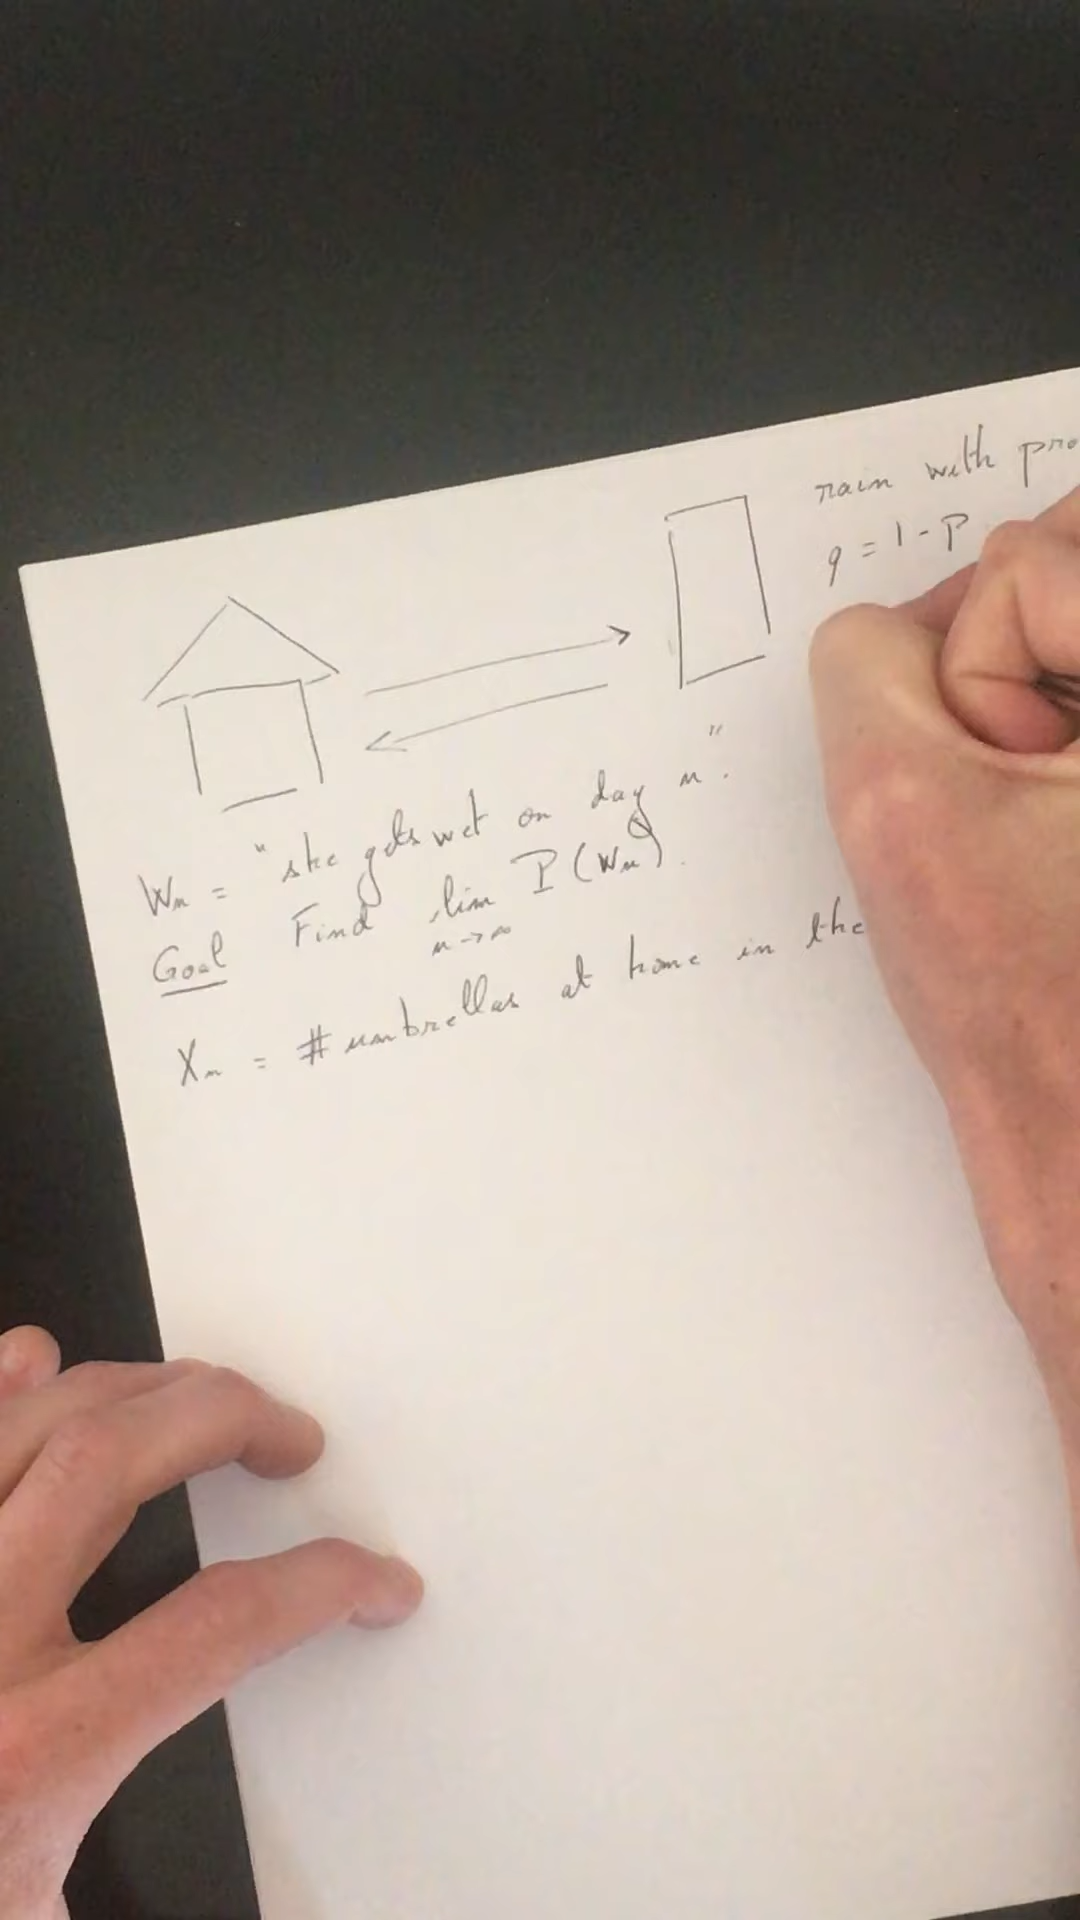 rain with pro
q = 1 - p
Wn = "she gets wet on day n".
Goal Find lim P(Wn).
n → ∞
Xn = # umbrellas at home in the